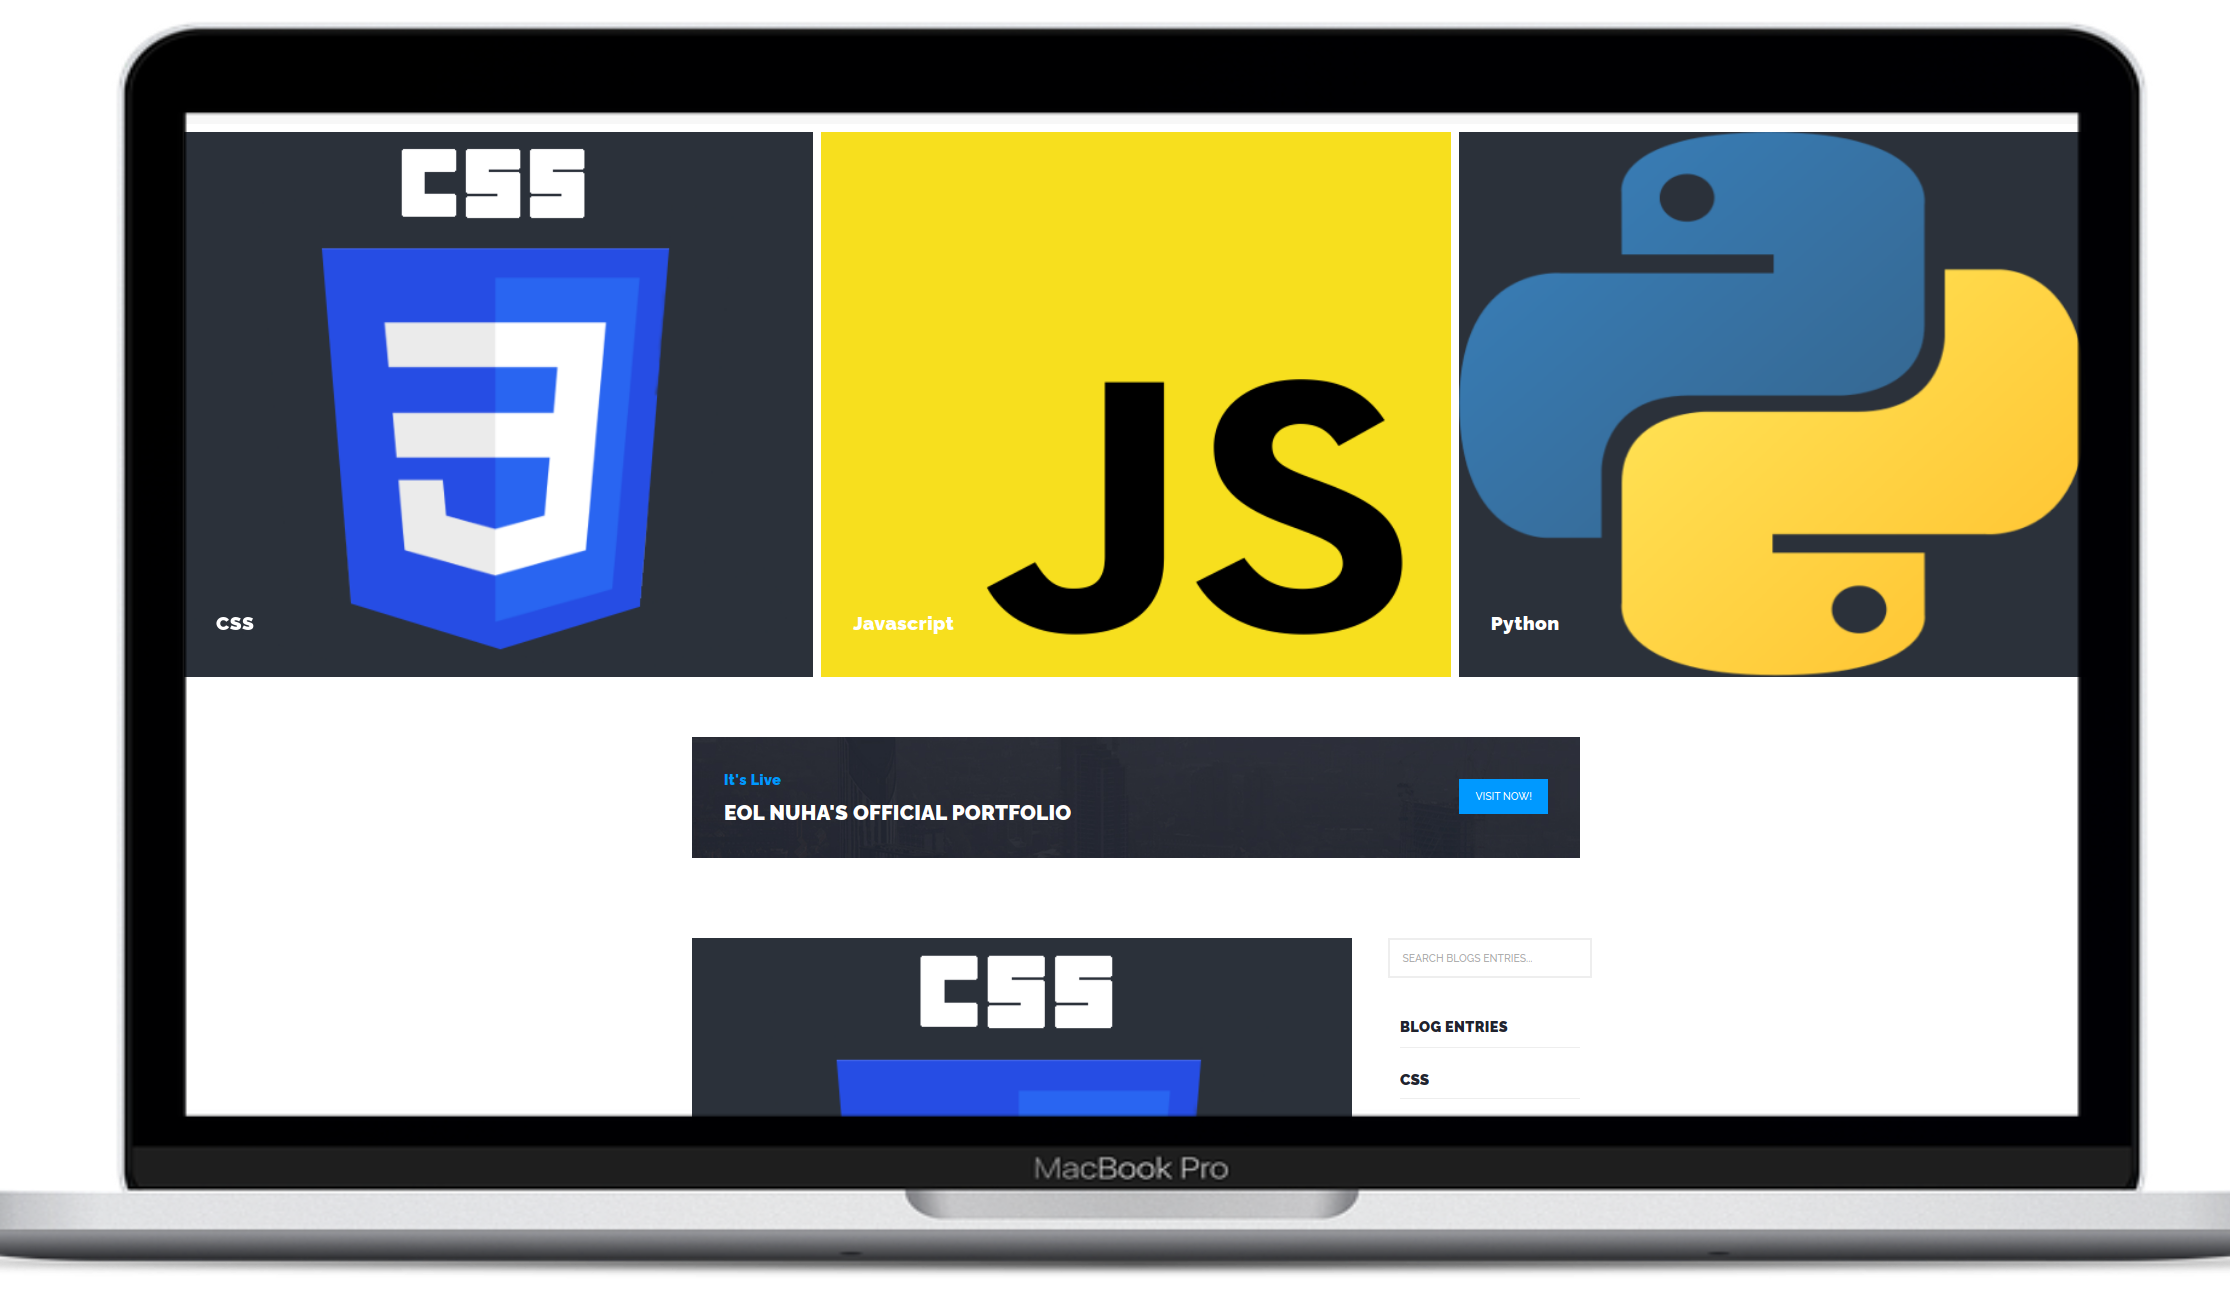 CSS
JS
CSS
Javascript
Python
It's Live
EOL NUHA'S OFFICIAL PORTFOLIO
VISIT NOW!
CSS
SEARCH BLOGS ENTRIES...
BLOG ENTRIES
CSS
MacBook Pro